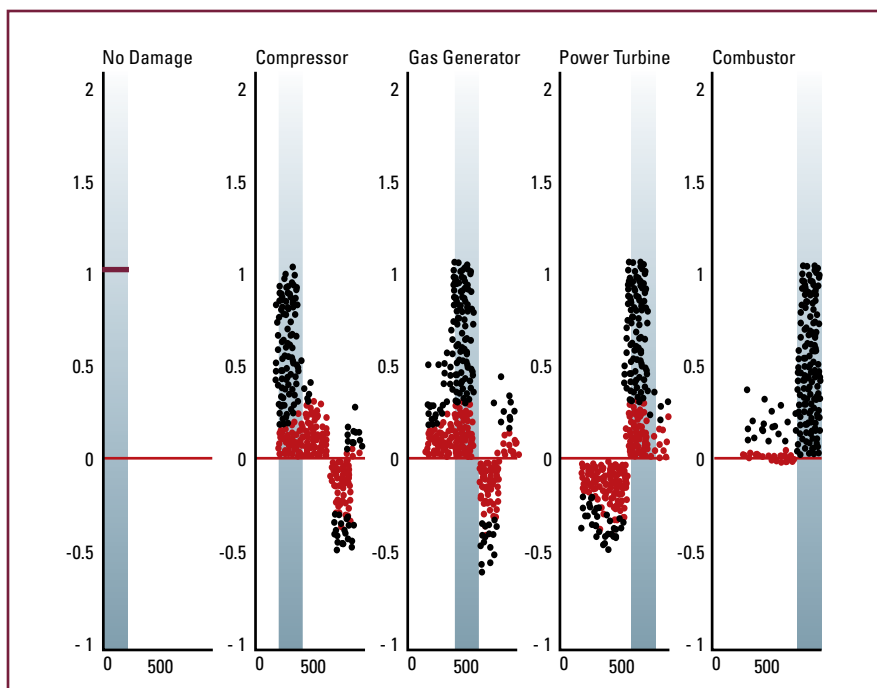 No Damage Compressor Gas Generator Power Turbine Combustor
2 2 2 2 2
1.5 1.5 1.5 1.5 1.5
1 1 1 1 1
0.5 0.5 0.5 0.5 0.5
0 0 0 0 0
-0.5 -0.5 -0.5 -0.5 -0.5
- 1 - 1 - 1 - 1 - 1
0 500 0 500 0 500 0 500 0 500